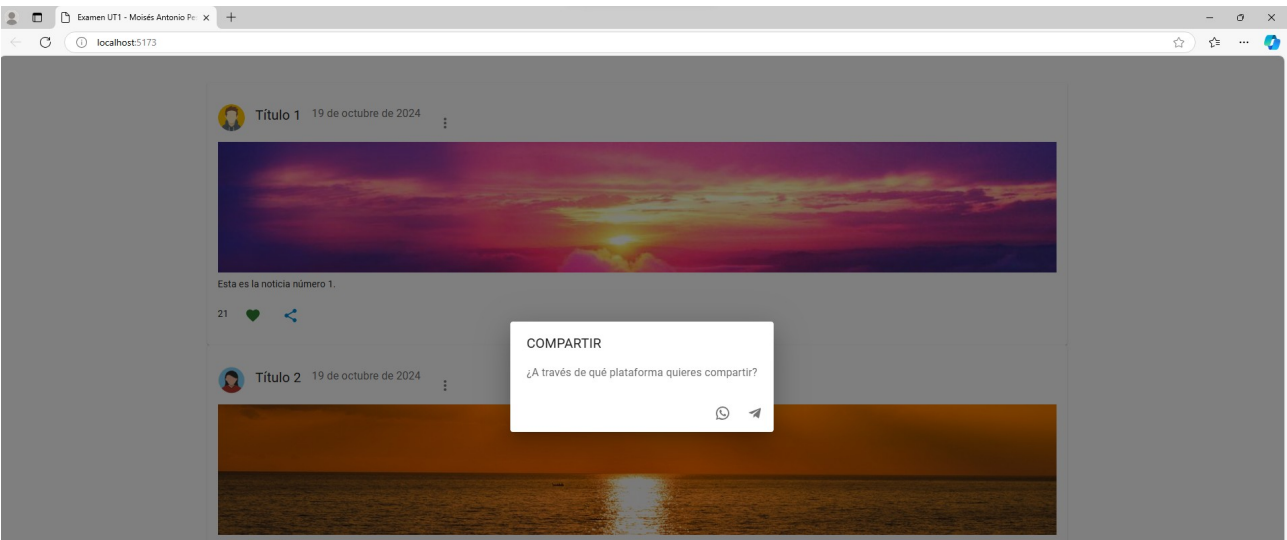 Examen UT1 - Moisés Antonio Pe
localhost:5173
Título 1 19 de octubre de 2024
Esta es la noticia número 1.
21
COMPARTIR
¿A través de qué plataforma quieres compartir?
Título 2 19 de octubre de 2024